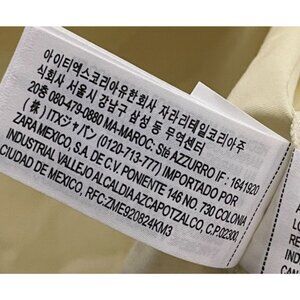 아이티엑스코리아유한회사 자라리테일코리아주
식회사 서울시 강남구 삼성동 무역센터
20층 080-479-0880 MA-MAROC: Sté AZZURRO IF : 1641920
(株) ITXジャパン (0120-713-777) IMPORTADO POR
ZARA MEXICO, S.A. DE C.V. PONIENTE 146 NO. 730 COLONIA
INDUSTRIAL VALLEJO ALCALDIA AZCAPOTZALCO, C.P.02300,
CIUDAD DE MEXICO, RFC:ZME920824KM3